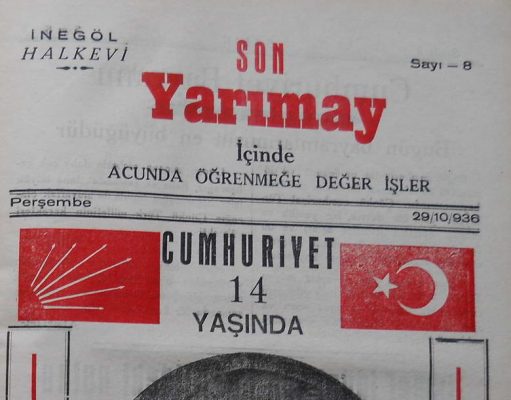 İNEGÖL
HALKEVİ
SON
Sayı – 8
Yarımay
İçinde
ACUNDA ÖĞRENMEĞE DEĞER İŞLER
Perşembe
29/10/936
CUMHURİYET
14
YAŞINDA